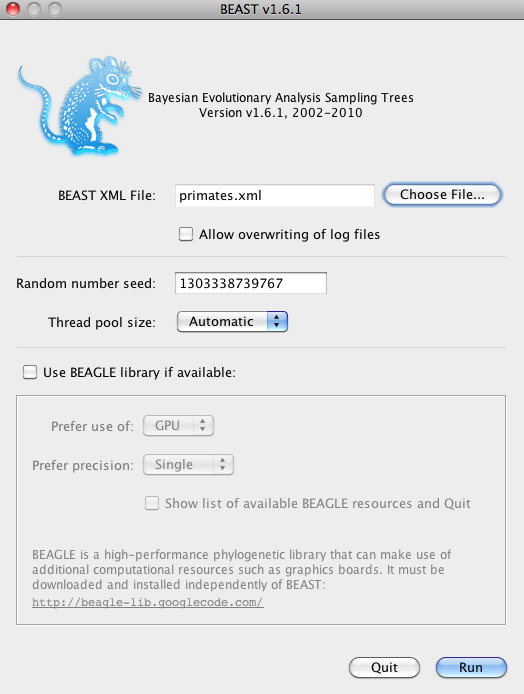 BEAST v1.6.1
Bayesian Evolutionary Analysis Sampling Trees
Version v1.6.1, 2002-2010
BEAST XML File: primates.xml Choose File...
Allow overwriting of log files
Random number seed: 1303338739767
Thread pool size: Automatic
Use BEAGLE library if available:
Prefer use of: GPU
Prefer precision: Single
Show list of available BEAGLE resources and Quit
BEAGLE is a high-performance phylogenetic library that can make use of
additional computational resources such as graphics boards. It must be
downloaded and installed independently of BEAST:
http://beagle-lib.googlecode.com/
Quit Run